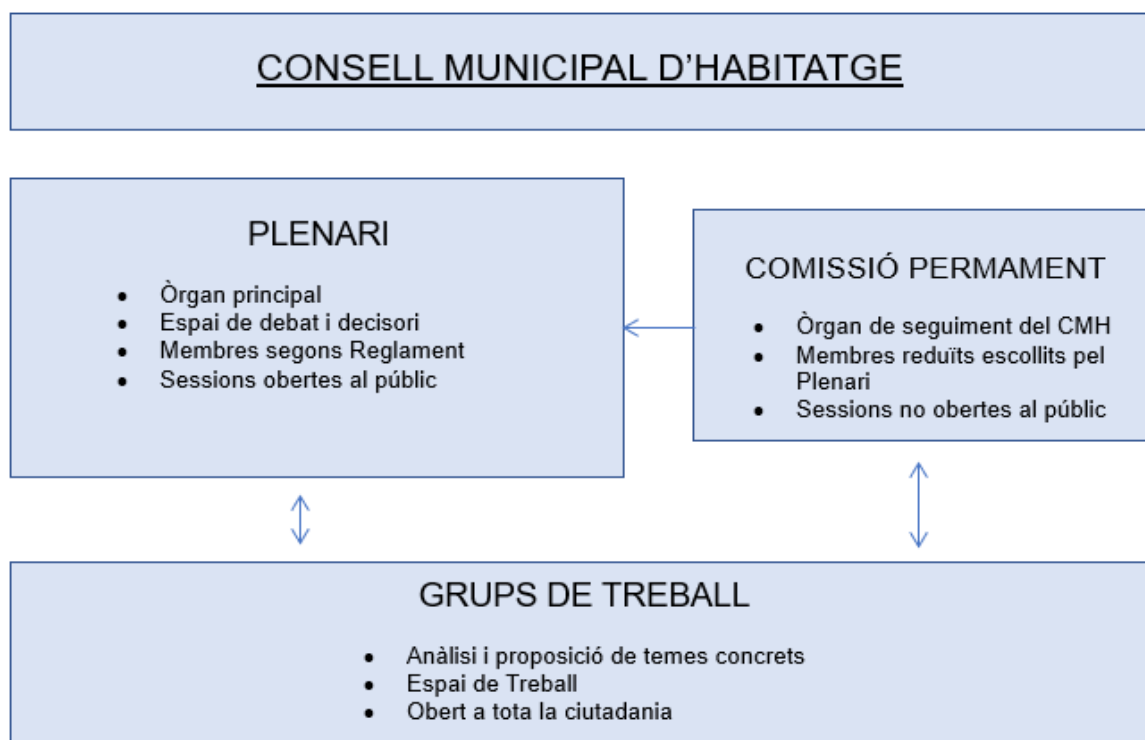 CONSELL MUNICIPAL D'HABITATGE
PLENARI
• Òrgan principal
• Espai de debat i decisori
• Membres segons Reglament
• Sessions obertes al públic
COMISSIÓ PERMAMENT
• Òrgan de seguiment del CMH
• Membres reduïts escollits pel
Plenari
• Sessions no obertes al públic
GRUPS DE TREBALL
• Anàlisi i proposició de temes concrets
• Espai de Treball
• Obert a tota la ciutadania